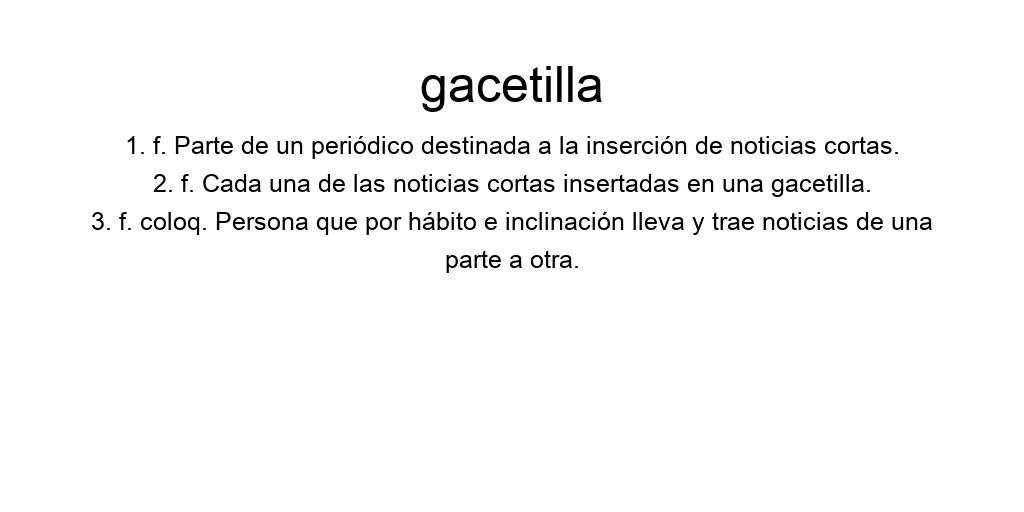 gacetilla
1. f. Parte de un periódico destinada a la inserción de noticias cortas.
2. f. Cada una de las noticias cortas insertadas en una gacetilla.
3. f. coloq. Persona que por hábito e inclinación lleva y trae noticias de una
parte a otra.